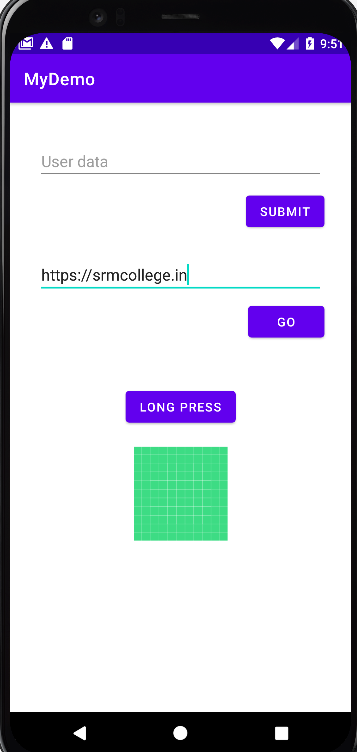 9:51
MyDemo
User data
SUBMIT
https://srmcollege.in
GO
LONG PRESS